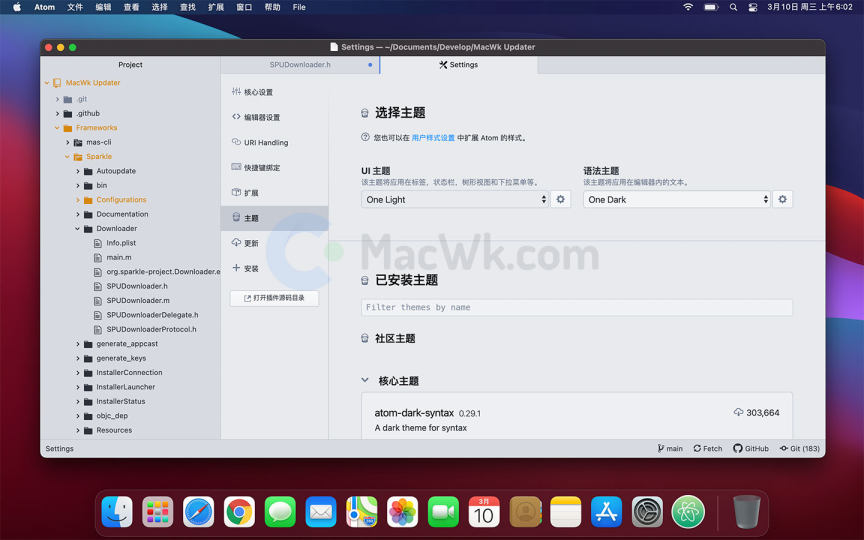 Atom 文件 编辑 查看 选择 查找 扩展 窗口 帮助 File 3月10日 周三 上午6:02
Settings — ~/Documents/Develop/MacWk Updater
Project
SPUDownloader.h
Settings
MacWk Updater
.git
.github
Frameworks
mas-cli
Sparkle
Autoupdate
bin
Configurations
Documentation
Downloader
Info.plist
main.m
org.sparkle-project.Downloader.e
SPUDownloader.h
SPUDownloader.m
SPUDownloaderDelegate.h
SPUDownloaderProtocol.h
generate_appcast
generate_keys
InstallerConnection
InstallerLauncher
InstallerStatus
objc_dep
Resources
核心设置
编辑器设置
URI Handling
快捷键绑定
扩展
主题
更新
安装
打开插件源码目录
选择主题
您也可以在 用户样式设置 中扩展 Atom 的样式。
UI 主题
该主题将应用在标签，状态栏，树形视图和下拉菜单等。
One Light
语法主题
该主题将应用在编辑器内的文本。
One Dark
MacWk.com
已安装主题
Filter themes by name
社区主题
核心主题
atom-dark-syntax 0.29.1
303,664
A dark theme for syntax
Settings
main
Fetch
GitHub
Git (183)
3月
10